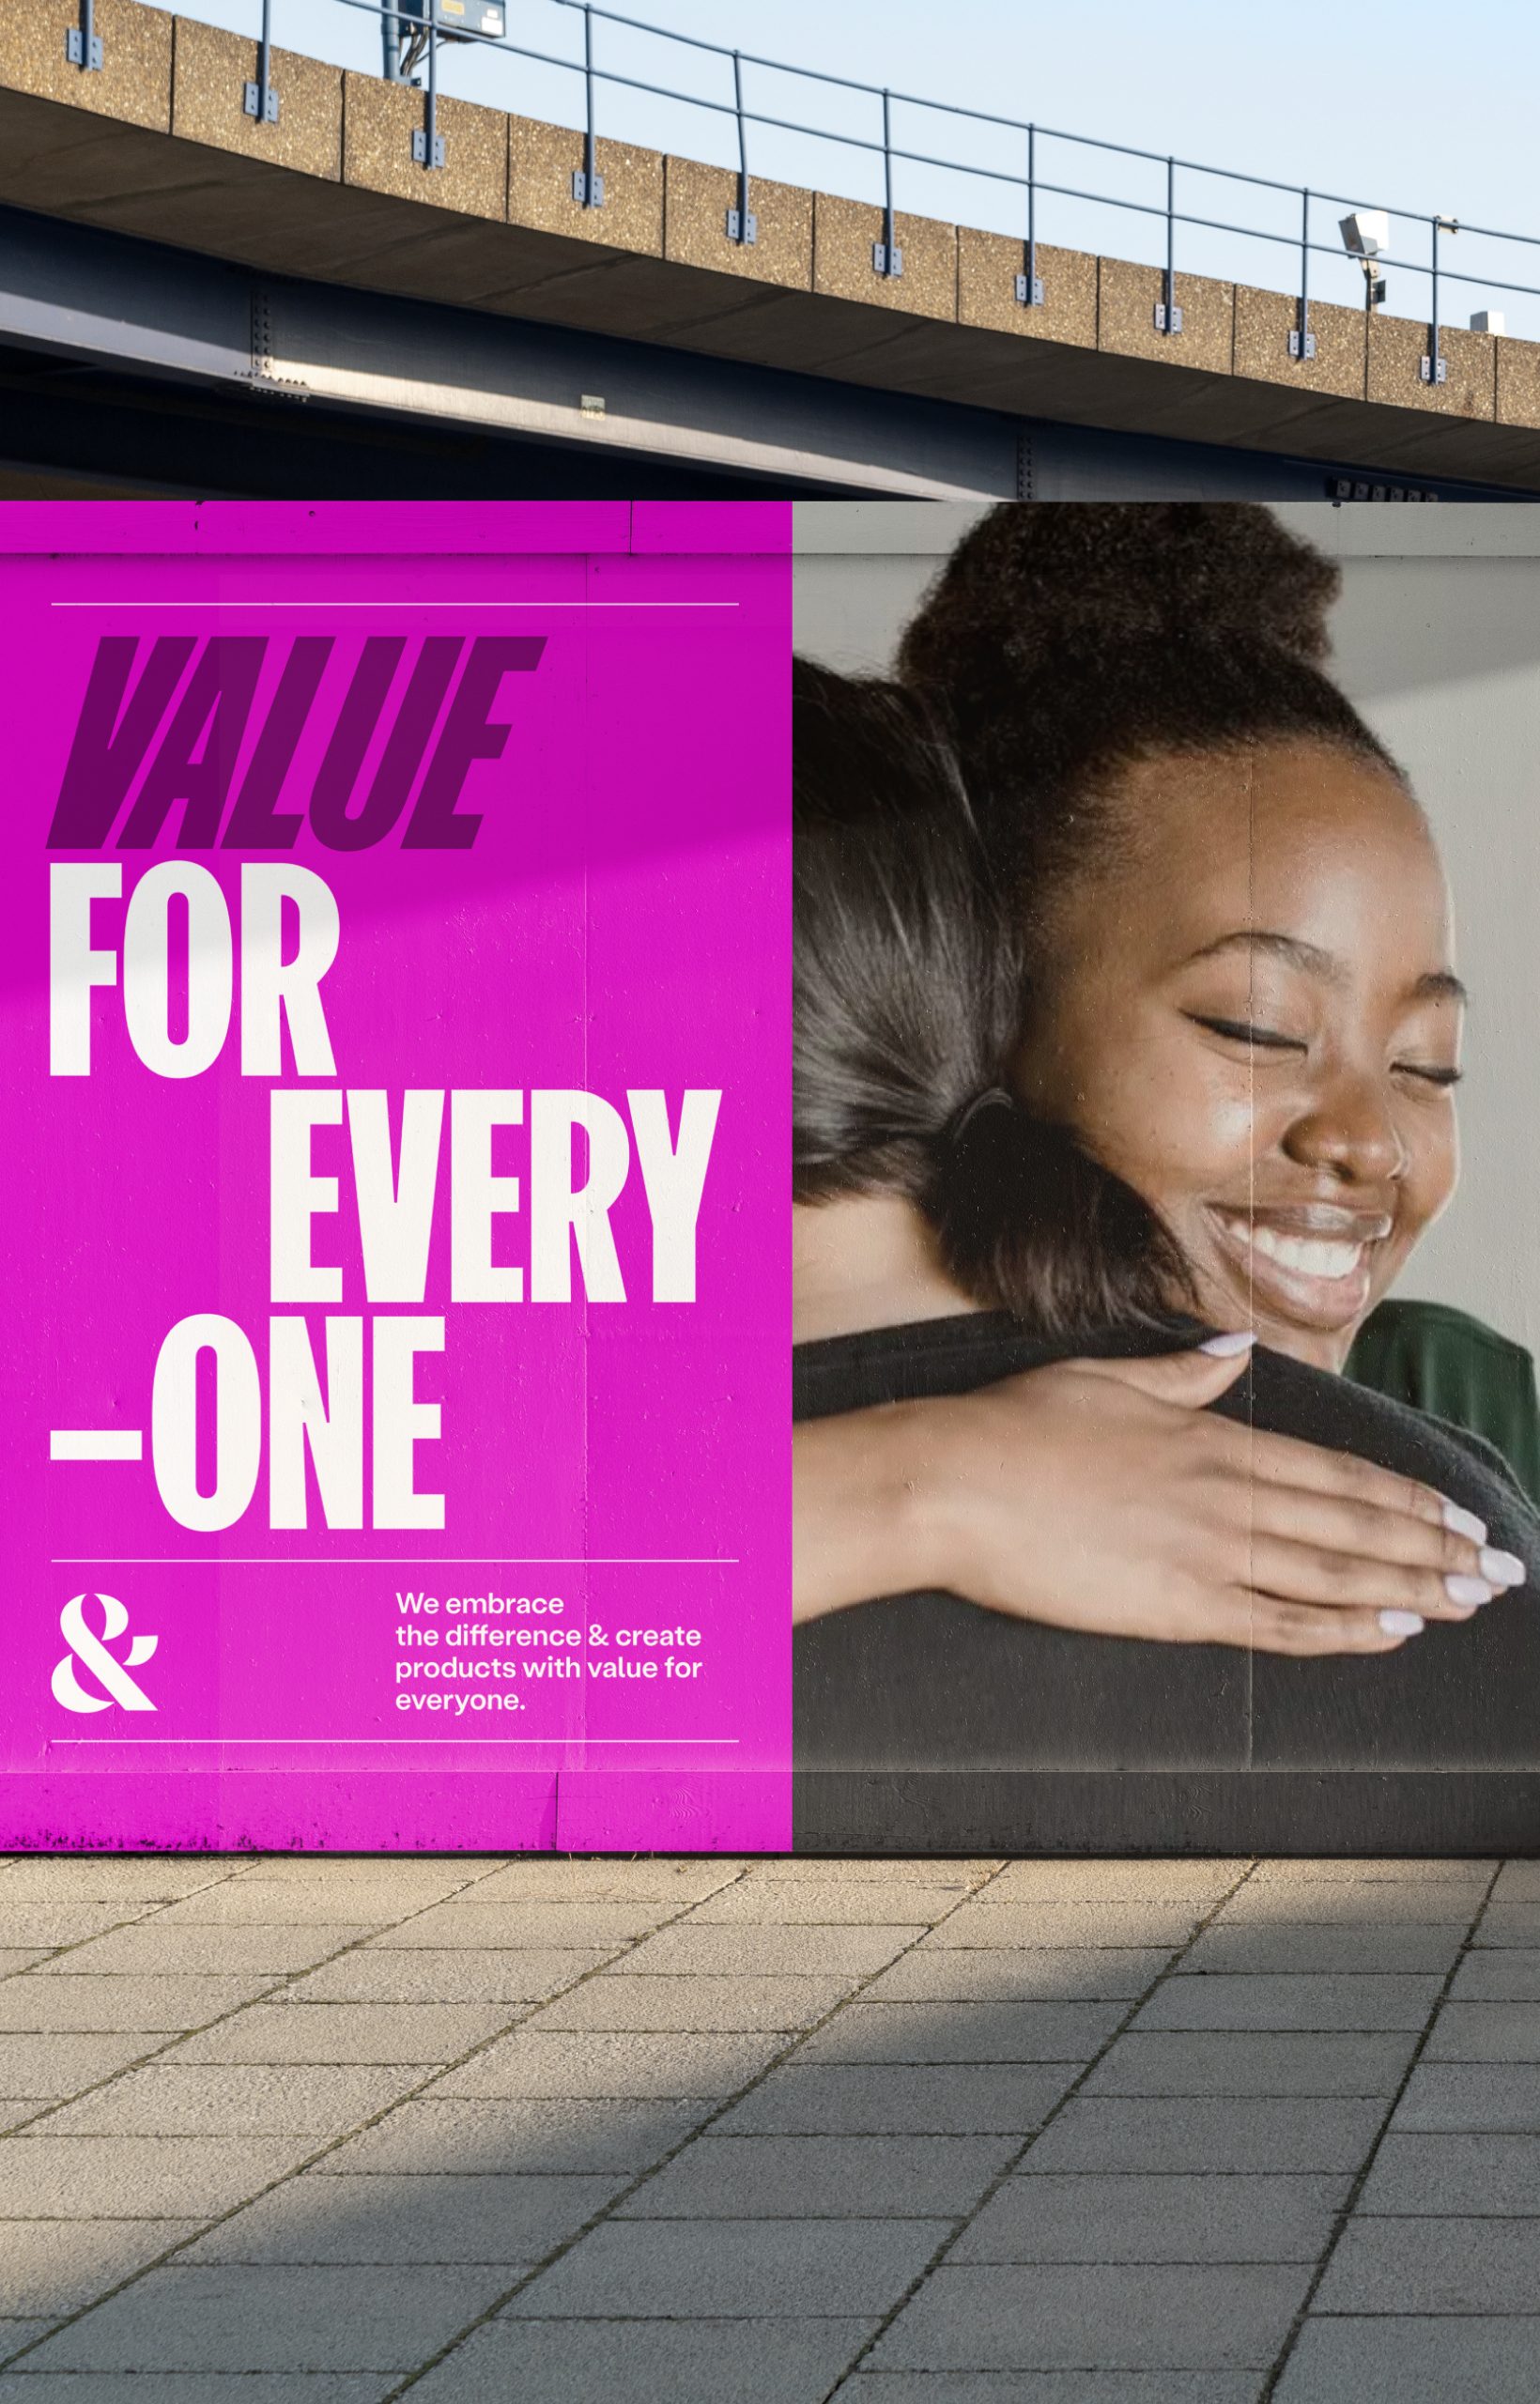 VALUE
FOR
EVERY
–ONE
&
We embrace
the difference & create
products with value for
everyone.